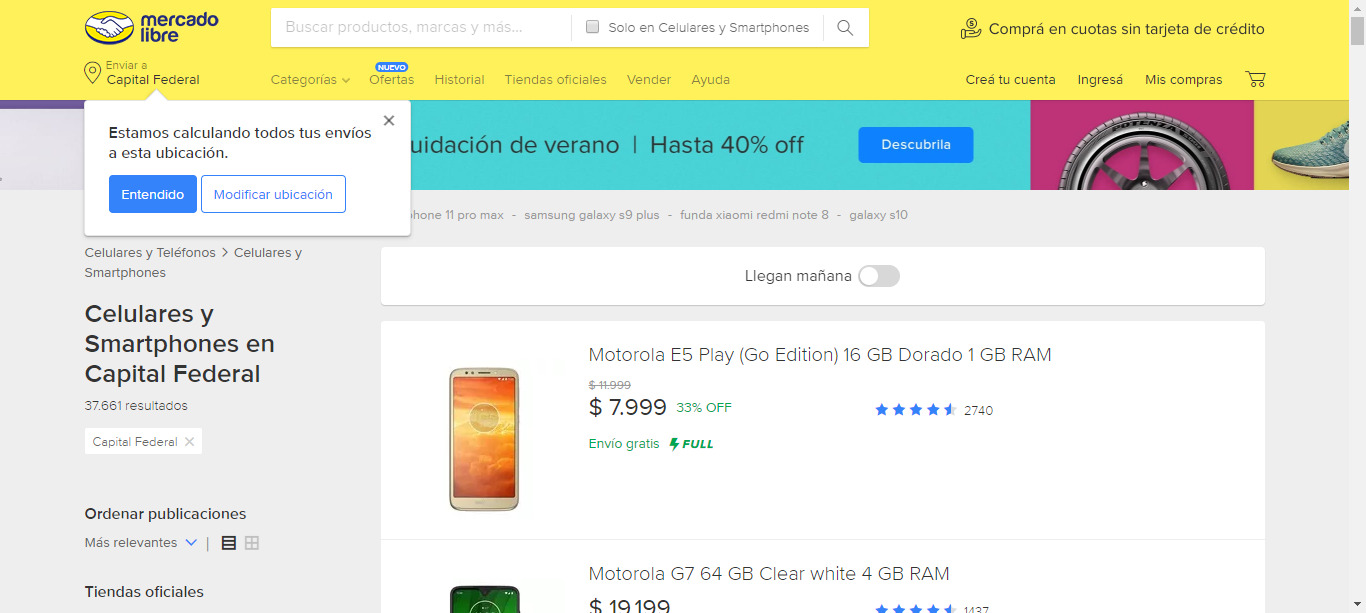 mercado
libre
Buscar productos, marcas y más...
Solo en Celulares y Smartphones
Comprá en cuotas sin tarjeta de crédito
Enviar a
Capital Federal
Categorías
NUEVO
Ofertas
Historial
Tiendas oficiales
Vender
Ayuda
Creá tu cuenta
Ingresá
Mis compras
Estamos calculando todos tus envíos
a esta ubicación.
Entendido
Modificar ubicación
uidación de verano | Hasta 40% off
Descubrila
POTENZA
hone 11 pro max - samsung galaxy s9 plus - funda xiaomi redmi note 8 - galaxy s10
Celulares y Teléfonos > Celulares y
Smartphones
Celulares y
Smartphones en
Capital Federal
37.661 resultados
Capital Federal
Ordenar publicaciones
Más relevantes
Tiendas oficiales
Llegan mañana
Motorola E5 Play (Go Edition) 16 GB Dorado 1 GB RAM
$ 11.999
$ 7.999 33% OFF
2740
Envío gratis FULL
Motorola G7 64 GB Clear white 4 GB RAM
$ 19.199
1437